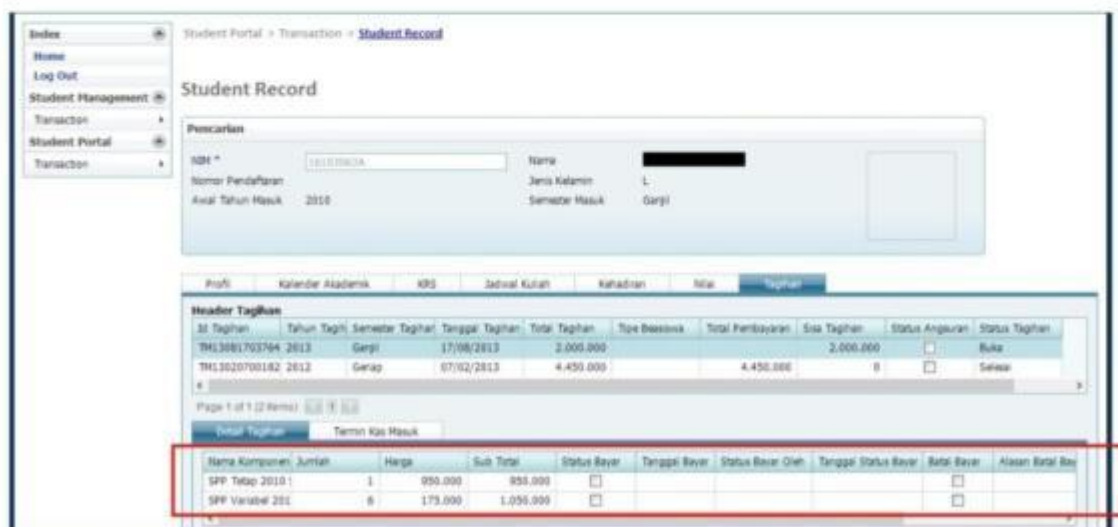 Index
Student Portal > Transaction > Student Record
Home
Log Out
Student Management
Transaction
Student Portal
Transaction
Student Record
Pencarian
NIM * Nama
Nomor Pendaftaran Jenis Kelamin L
Awal Tahun Masuk 2010 Semester Masuk Ganjil
Profil Kalender Akademik KRS Jadwal Kuliah Kehadiran Nilai Tagihan
Header Tagihan
Id Tagihan Tahun Tagih Semester Tagihan Tanggal Tagihan Total Tagihan Tipe Beasiswa Total Pembayaran Sisa Tagihan Status Angsuran Status Tagihan
TM13081703764 2013 Ganjil 17/08/2013 2.000.000 2.000.000 Buka
TM13020700182 2012 Genap 07/02/2013 4.450.000 4.450.000 0 Selesai
Page 1 of 1 (2 items) 1
Detail Tagihan Termin Kas Masuk
Nama Komponen Jumlah Harga Sub Total Status Bayar Tanggal Bayar Status Bayar Oleh Tanggal Status Bayar Batal Bayar Alasan Batal Bay
SPP Tetap 2010 1 950.000 950.000
SPP Variabel 201 6 175.000 1.050.000